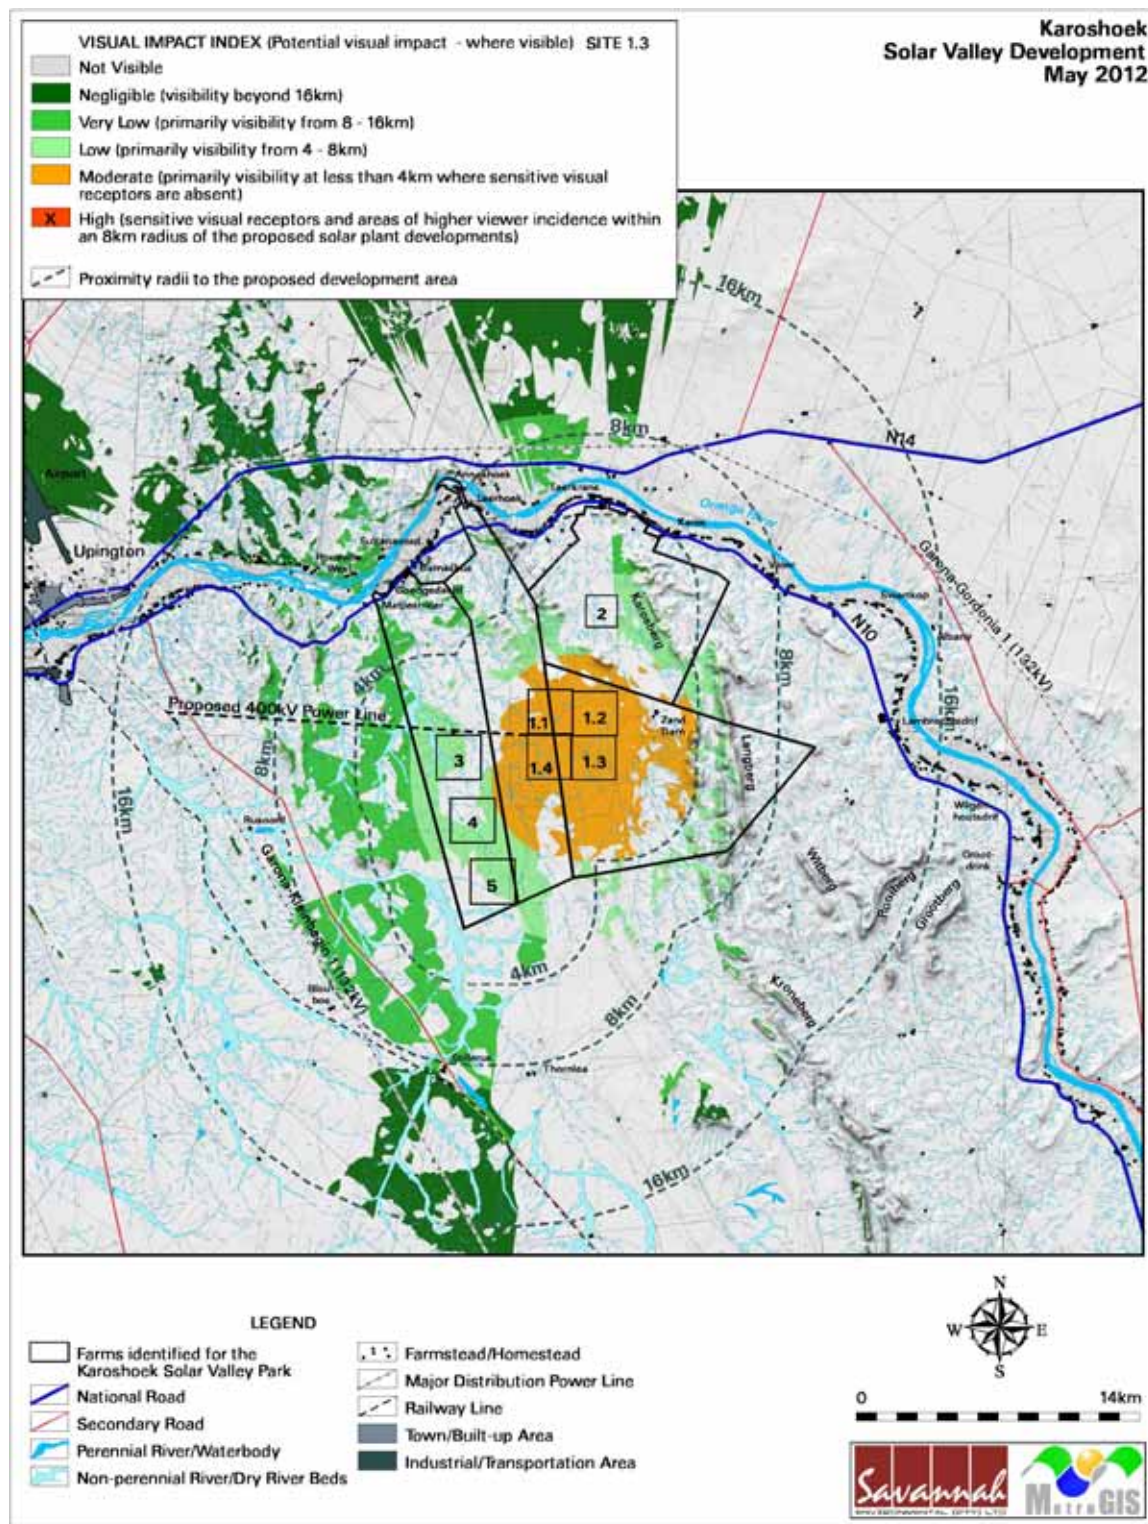 Karoshoek
Solar Valley Development
May 2012
VISUAL IMPACT INDEX (Potential visual impact - where visible) SITE 1.3
Not Visible
Negligible (visibility beyond 16km)
Very Low (primarily visibility from 8 - 16km)
Low (primarily visibility from 4 - 8km)
Moderate (primarily visibility at less than 4km where sensitive visual
receptors are absent)
X
High (sensitive visual receptors and areas of higher viewer incidence within
an 8km radius of the proposed solar plant developments)
Proximity radii to the proposed development area
16km
8km
N14
Airport
Upington
Orange River
Garona-Gordonia 1 (132kV)
Leerhoek
2
Karosberg
N10
Albany
4km
8km
16km
Proposed 400kV Power Line
1.1
1.2
1.3
1.4
3
4
5
Langberg
8km
16km
Witberg
Rooiberg
Grootberg
Groot-
drink
4km
8km
Kroneberg
Thornlea
16km
LEGEND
Farms identified for the
Karoshoek Solar Valley Park
National Road
Secondary Road
Perennial River/Waterbody
Non-perennial River/Dry River Beds
Farmstead/Homestead
Major Distribution Power Line
Railway Line
Town/Built-up Area
Industrial/Transportation Area
N
W E
S
0 14km
Savannah
MetroGIS